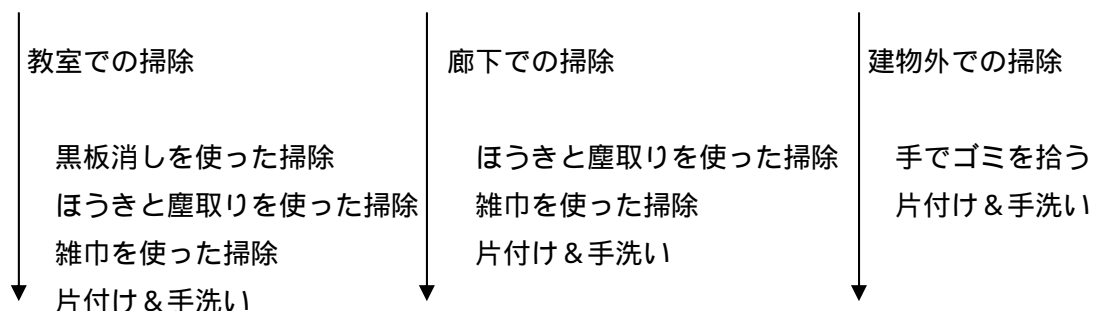 教室での掃除
黒板消しを使った掃除
ほうきと塵取りを使った掃除
雑巾を使った掃除
片付け＆手洗い
廊下での掃除
ほうきと塵取りを使った掃除
雑巾を使った掃除
片付け＆手洗い
建物外での掃除
手でゴミを拾う
片付け＆手洗い